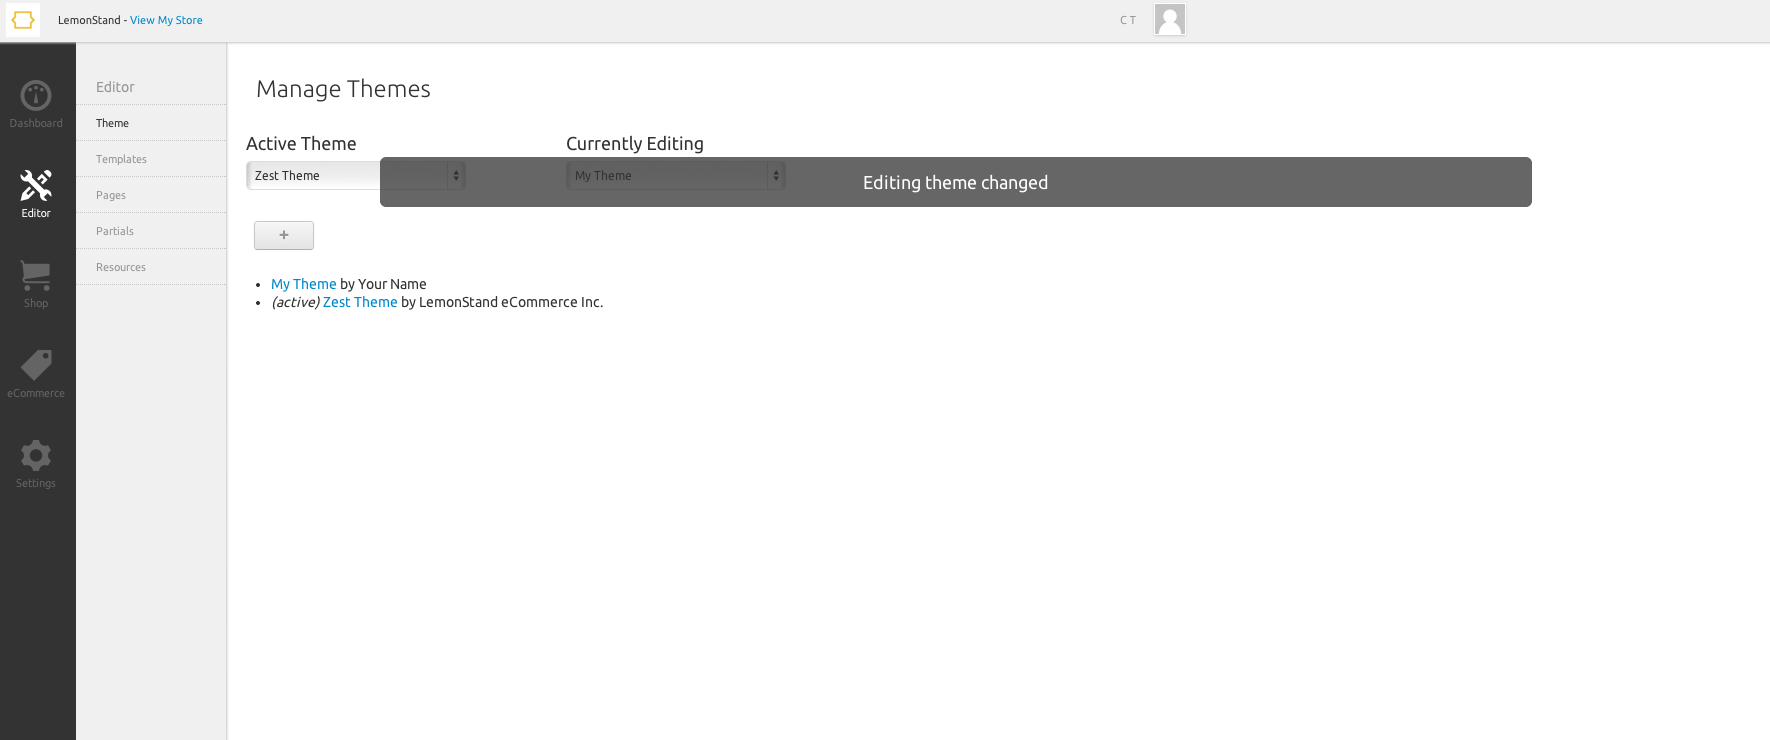 LemonStand - View My Store
C T
Dashboard
Editor
Shop
eCommerce
Settings
Editor
Theme
Templates
Pages
Partials
Resources
Manage Themes
Active Theme
Currently Editing
Zest Theme
My Theme
Editing theme changed
+
• My Theme by Your Name
• (active) Zest Theme by LemonStand eCommerce Inc.